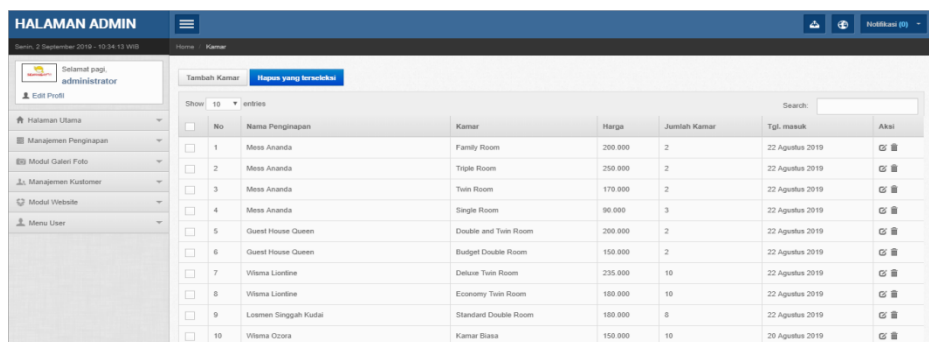 HALAMAN ADMIN
Notifikasi (0)
Senin, 2 September 2019 - 10:34:13 WIB
Home / Kamar
Selamat pagi,
administrator
Edit Profil
Halaman Utama
Manajemen Penginapan
Modul Galeri Foto
Manajemen Kustomer
Modul Website
Menu User
Tambah Kamar Hapus yang terseleksi
Show 10 entries Search:
No Nama Penginapan Kamar Harga Jumlah Kamar Tgl. masuk Aksi
1 Mess Ananda Family Room 200.000 2 22 Agustus 2019
2 Mess Ananda Triple Room 250.000 2 22 Agustus 2019
3 Mess Ananda Twin Room 170.000 2 22 Agustus 2019
4 Mess Ananda Single Room 90.000 3 22 Agustus 2019
5 Guest House Queen Double and Twin Room 200.000 2 22 Agustus 2019
6 Guest House Queen Budget Double Room 150.000 2 22 Agustus 2019
7 Wisma Liontine Deluxe Twin Room 235.000 10 22 Agustus 2019
8 Wisma Liontine Economy Twin Room 180.000 10 22 Agustus 2019
9 Losmen Singgah Kudai Standard Double Room 180.000 22 Agustus 2019
10 Wisma Ozora Kamar Biasa 150.000 10 20 Agustus 2019